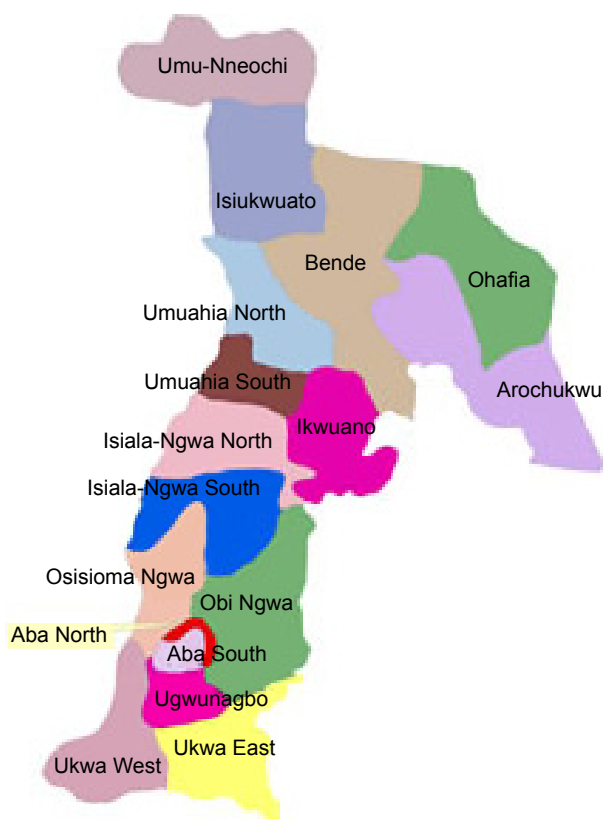 Umu-Nneochi
Isiukwuato
Bende
Ohafia
Umuahia North
Umuahia South
Arochukwu
Ikwuano
Isiala-Ngwa North
Isiala-Ngwa South
Osisioma Ngwa
Obi Ngwa
Aba North
Aba South
Ugwunagbo
Ukwa East
Ukwa West